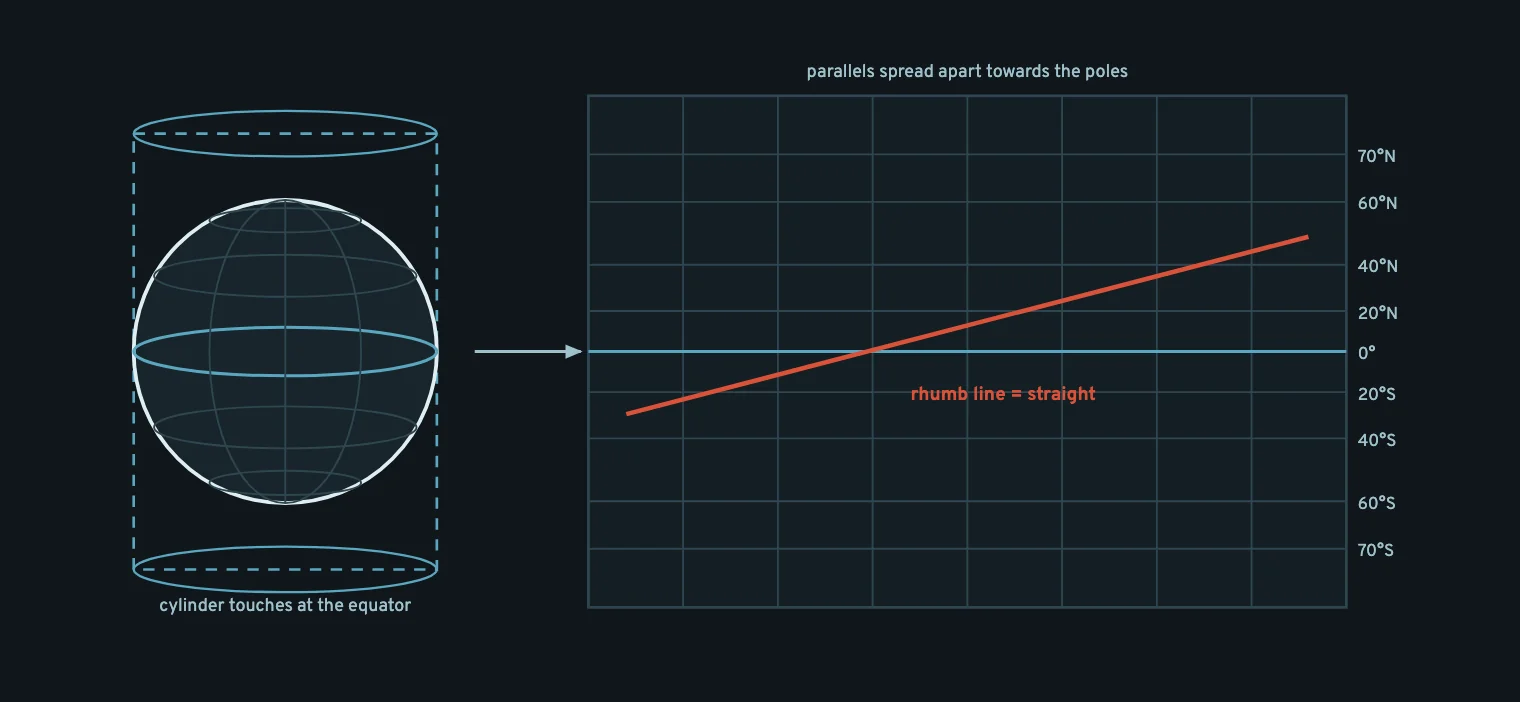 parallels spread apart towards the poles
70°N
60°N
40°N
20°N
0°
20°S
40°S
60°S
70°S
rhumb line = straight
cylinder touches at the equator